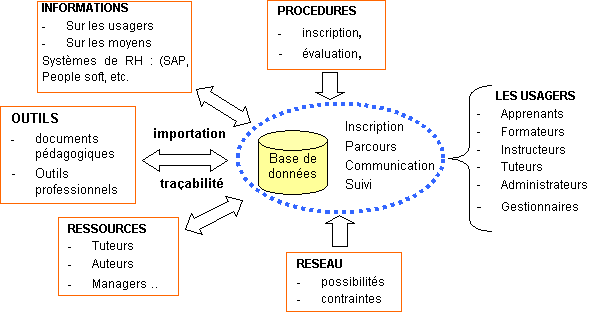 INFORMATIONS
- Sur les usagers
- Sur les moyens
Systèmes de RH : (SAP,
People soft, etc.
PROCEDURES
- inscription,
- évaluation,
OUTILS
- documents
pédagogiques
- Outils
professionnels
importation
traçabilité
Base de
données
Inscription
Parcours
Communication
Suivi
LES USAGERS
- Apprenants
- Formateurs
- Instructeurs
- Tuteurs
- Administrateurs
- Gestionnaires
RESSOURCES
- Tuteurs
- Auteurs
- Managers ..
RESEAU
- possibilités
- contraintes